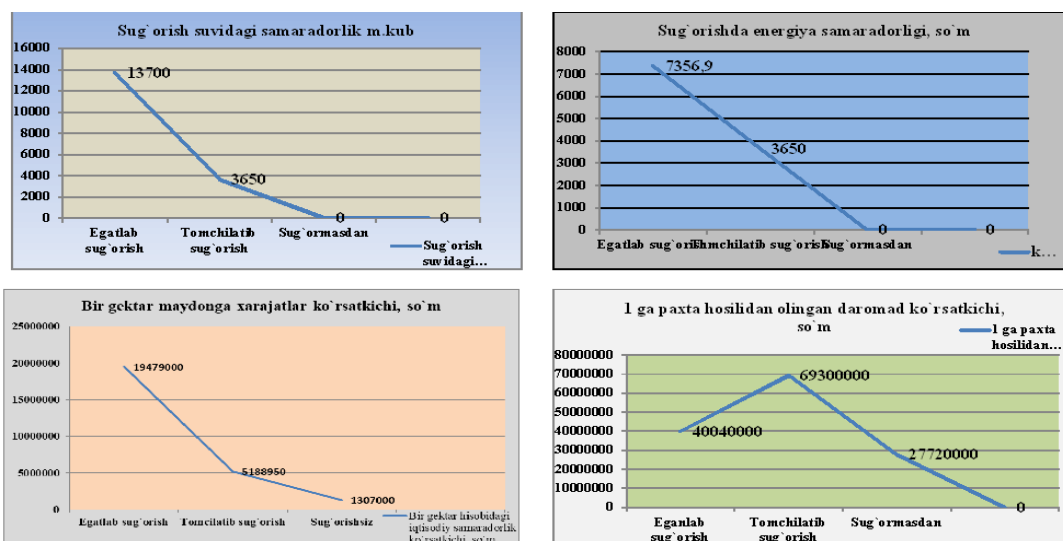 Sug`orish suvidagi samaradorlik m.kub
16000
14000
12000
10000
8000
6000
4000
2000
0
13700
3650
0
0
Egatlab sug`orish
Tomchilatib sug`orish
Sug`ormasdan
Sug`orish suvidagi...
Sug`orishda energiya samaradorligi, so`m
8000
7000
6000
5000
4000
3000
2000
1000
0
7356,9
3650
0
0
Egatlab sug`orish
sug`orish
Sug`ormasdan
k...
Bir gektar maydonga xarajatlar ko`rsatkichi, so`m
25000000
20000000
15000000
10000000
5000000
0
19479000
5188950
1307000
Egatlab sug`orish
Tomcilatib sug`orish
Sug`orishsiz
Bir gektar hisobidagi
iqtisodiy samaradorlik
ko`rsatkichi, so`m
1 ga paxta hosilidan olingan daromad ko`rsatkichi,
so`m
1 ga paxta
hosilidan...
80000000
70000000
60000000
50000000
40000000
30000000
20000000
10000000
0
40040000
69300000
27720000
0
Eganlab
sug`orish
Tomchilatib
sug`orish
Sug`ormasdan